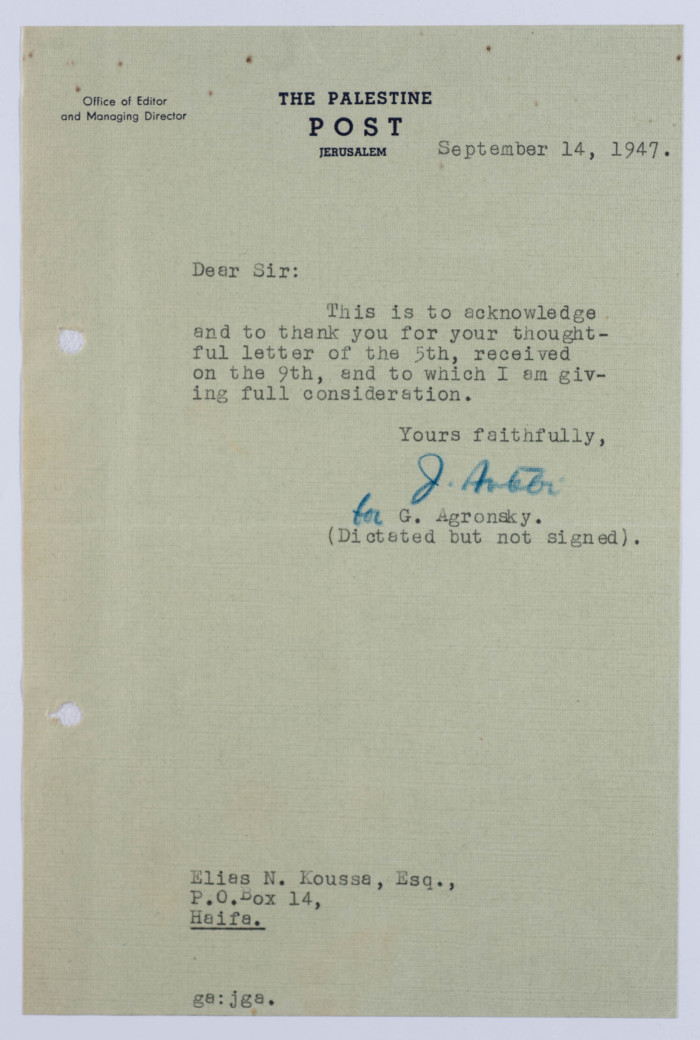 Office of Editor
and Managing Director
THE PALESTINE
POST
JERUSALEM
September 14, 1947.
Dear Sir:
This is to acknowledge
and to thank you for your thought-
ful letter of the 5th, received
on the 9th, and to which I am giv-
ing full consideration.
Yours faithfully,
J.
for G. Agronsky.
(Dictated but not signed).
Elias N. Koussa, Esq.,
P.O.Box 14,
Haifa.
ga:jga.